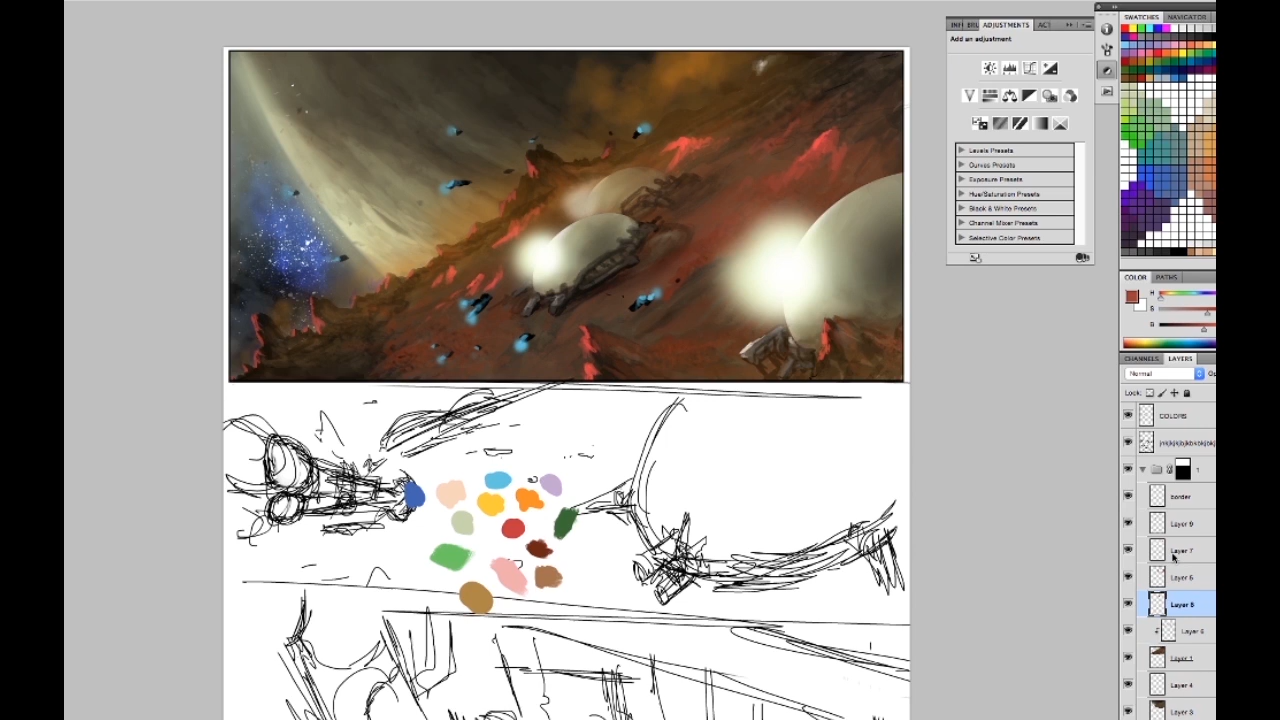 ADJUSTMENTS
Add an adjustment
Levels Presets
Curves Presets
Exposure Presets
Hue/Saturation Presets
Black & White Presets
Channel Mixer Presets
Selective Color Presets
SWATCHES NAVIGATOR
COLOR PATHS
H
S
B
CHANNELS LAYERS
Normal
Lock:
COLORS
1
border
Layer 9
Layer 7
Layer 5
Layer 8
Layer 6
Layer 1
Layer 4
Layer 3